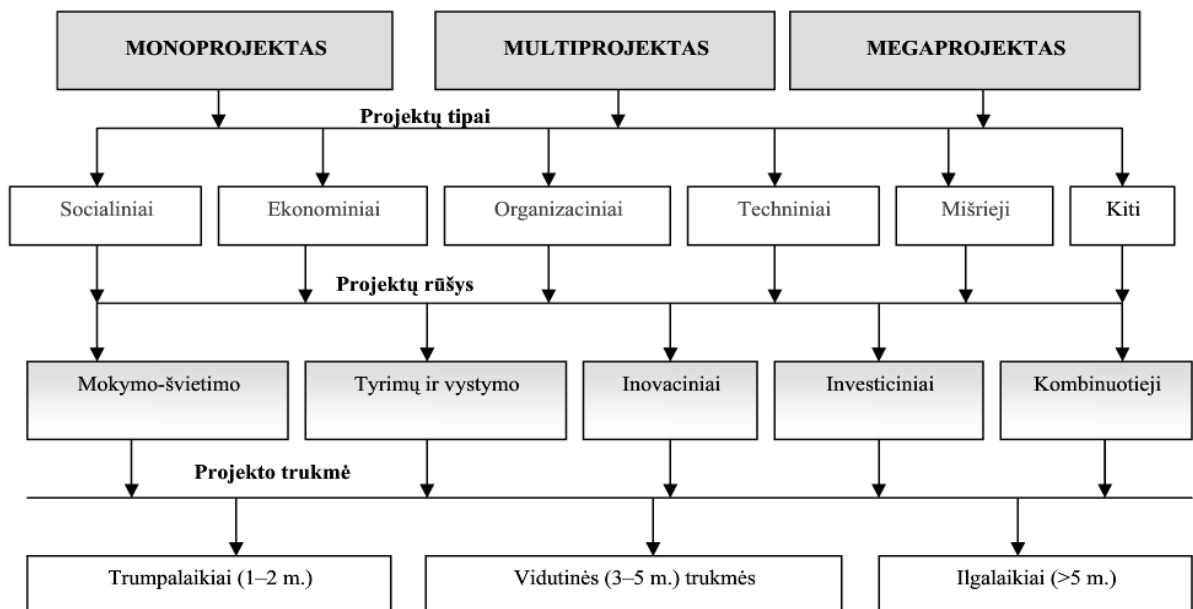 MONOPROJEKTAS
MULTIPROJEKTAS
MEGAPROJEKTAS
Projektų tipai
Socialiniai
Ekonominiai
Organizaciniai
Techniniai
Mišrieji
Kiti
Projektų rūšys
Mokymo-švietimo
Tyrimų ir vystymo
Inovaciniai
Investiciniai
Kombinuotieji
Projekto trukmė
Trumpalaikiai (1–2 m.)
Vidutinės (3–5 m.) trukmės
Ilgalaikiai (>5 m.)